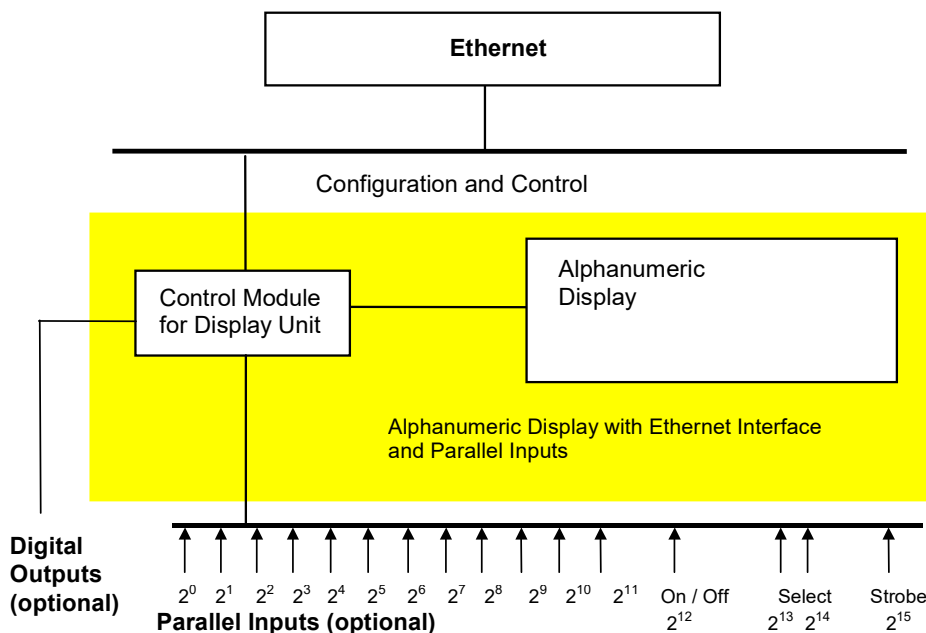 Ethernet
Configuration and Control
Control Module
for Display Unit
Alphanumeric
Display
Alphanumeric Display with Ethernet Interface
and Parallel Inputs
Digital
Outputs
(optional)
2⁰ 2¹ 2² 2³ 2⁴ 2⁵ 2⁶ 2⁷ 2⁸ 2⁹ 2¹⁰ 2¹¹ On / Off Select Strobe
2¹² 2¹³ 2¹⁴ 2¹⁵
Parallel Inputs (optional)